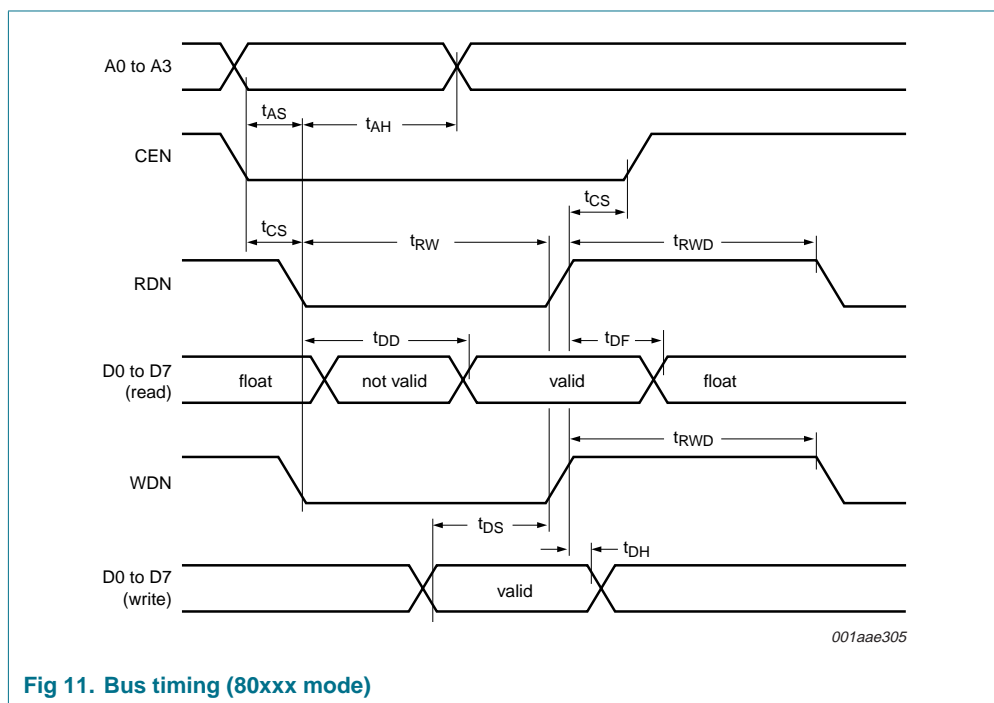 A0 to A3
tAS
tAH
CEN
tCS
tCS
tRW
tRWD
RDN
tDD
tDF
D0 to D7
(read)
float
not valid
valid
float
tRWD
WDN
tDS
tDH
D0 to D7
(write)
valid
001aae305
Fig 11. Bus timing (80xxx mode)